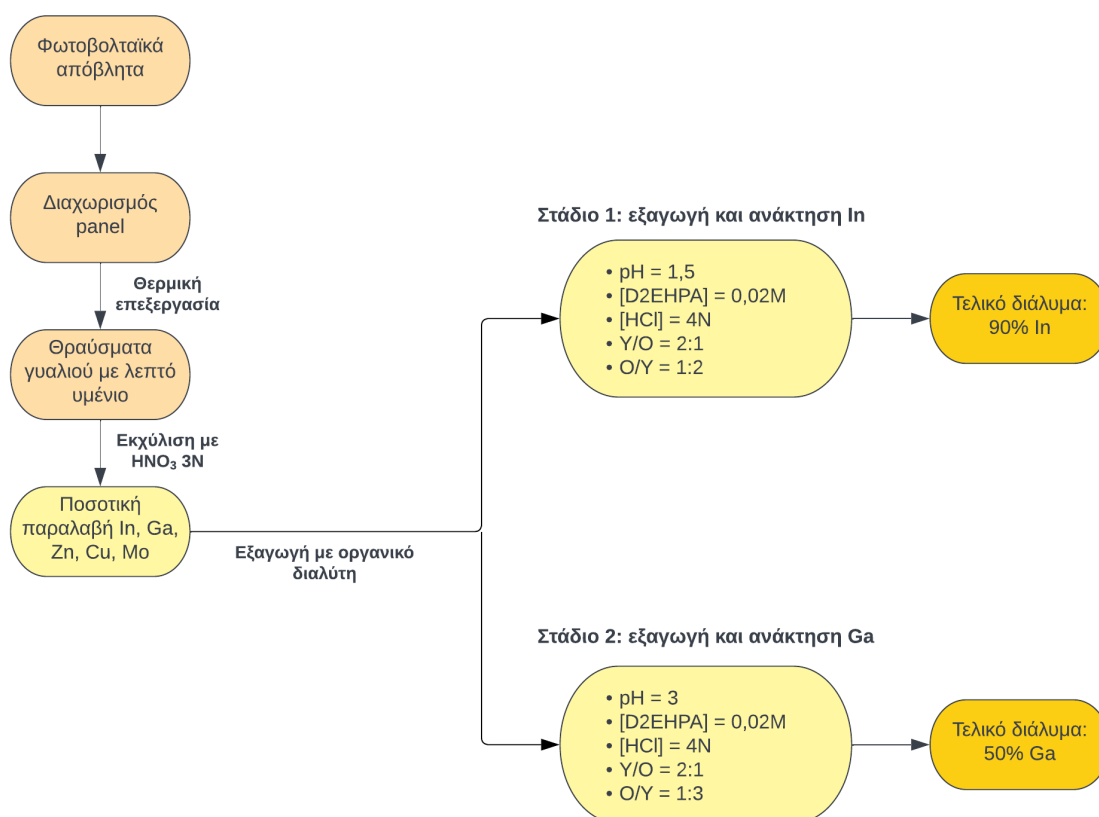 Φωτοβολταϊκά
απόβλητα
Διαχωρισμός
panel
Θερμική
επεξεργασία
Θραύσματα
γυαλιού με λεπτό
υμένιο
Εκχύλιση με
HNO₃ 3N
Ποσοτική
παραλαβή In, Ga,
Zn, Cu, Mo
Εξαγωγή με οργανικό
διαλύτη
Στάδιο 1: εξαγωγή και ανάκτηση In
• pH = 1,5
• [D2EHPA] = 0,02M
• [HCl] = 4N
• Υ/Ο = 2:1
• Ο/Υ = 1:2
Τελικό διάλυμα:
90% In
Στάδιο 2: εξαγωγή και ανάκτηση Ga
• pH = 3
• [D2EHPA] = 0,02M
• [HCl] = 4N
• Υ/Ο = 2:1
• Ο/Υ = 1:3
Τελικό διάλυμα:
50% Ga